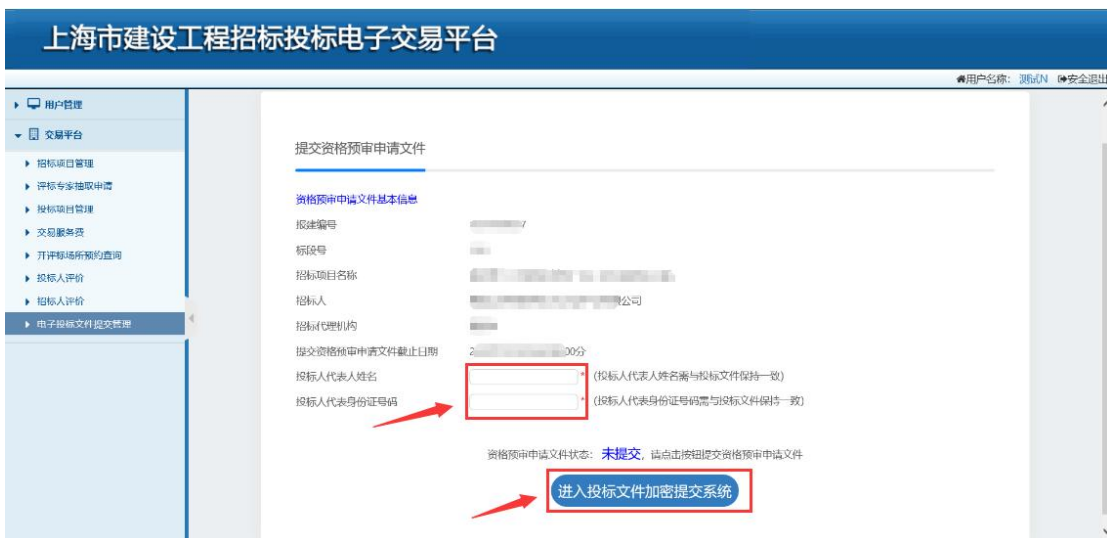 上海市建设工程招标投标电子交易平台
用户名称: 测试N 安全退出
用户管理
交易平台
招标项目管理
评标专家抽取申请
投标项目管理
交易服务费
开评标场所预约查询
投标人评价
招标人评价
电子投标文件提交管理
提交资格预审申请文件
资格预审申请文件基本信息
报建编号 7
标段号
招标项目名称
招标人 限公司
招标代理机构
提交资格预审申请文件截止日期 2 00分
投标人代表人姓名 * (投标人代表人姓名需与投标文件保持一致)
投标人代表身份证号码 * (投标人代表身份证号码需与投标文件保持一致)
资格预审申请文件状态: 未提交, 请点击按钮提交资格预审申请文件
进入投标文件加密提交系统